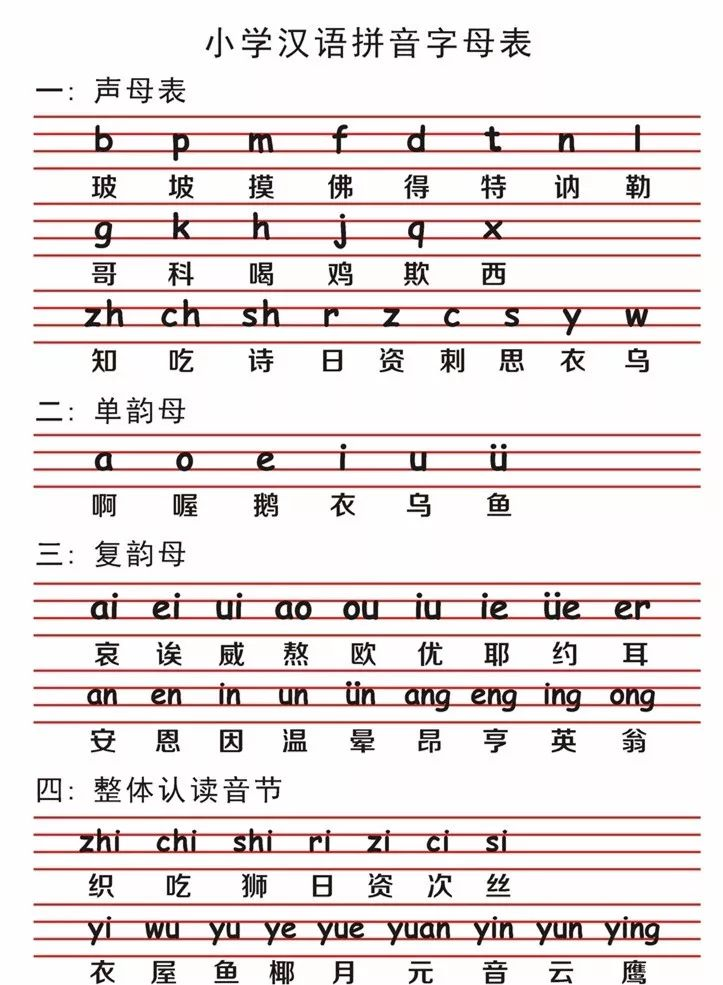 小学汉语拼音字母表
一: 声母表
b p m f d t n l
玻 坡 摸 佛 得 特 讷 勒
g k h j q x
哥 科 喝 鸡 欺 西
zh ch sh r z c s y w
知 吃 诗 日 资 刺 思 衣 乌
二: 单韵母
a o e i u ü
啊 喔 鹅 衣 乌 鱼
三: 复韵母
ai ei ui ao ou iu ie üe er
哀 诶 威 熬 欧 优 耶 约 耳
an en in un ün ang eng ing ong
安 恩 因 温 晕 昂 亨 英 翁
四: 整体认读音节
zhi chi shi ri zi ci si
织 吃 狮 日 资 次 丝
yi wu yu ye yue yuan yin yun ying
衣 屋 鱼 椰 月 元 音 云 鹰